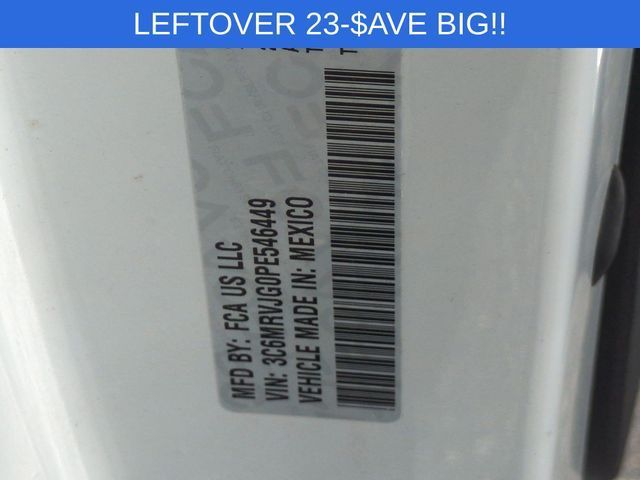 LEFTOVER 23-$AVE BIG!!
MFD BY: FCA US LLC
VIN: 3C6MRVJG0PE546449
VEHICLE MADE IN: MEXICO